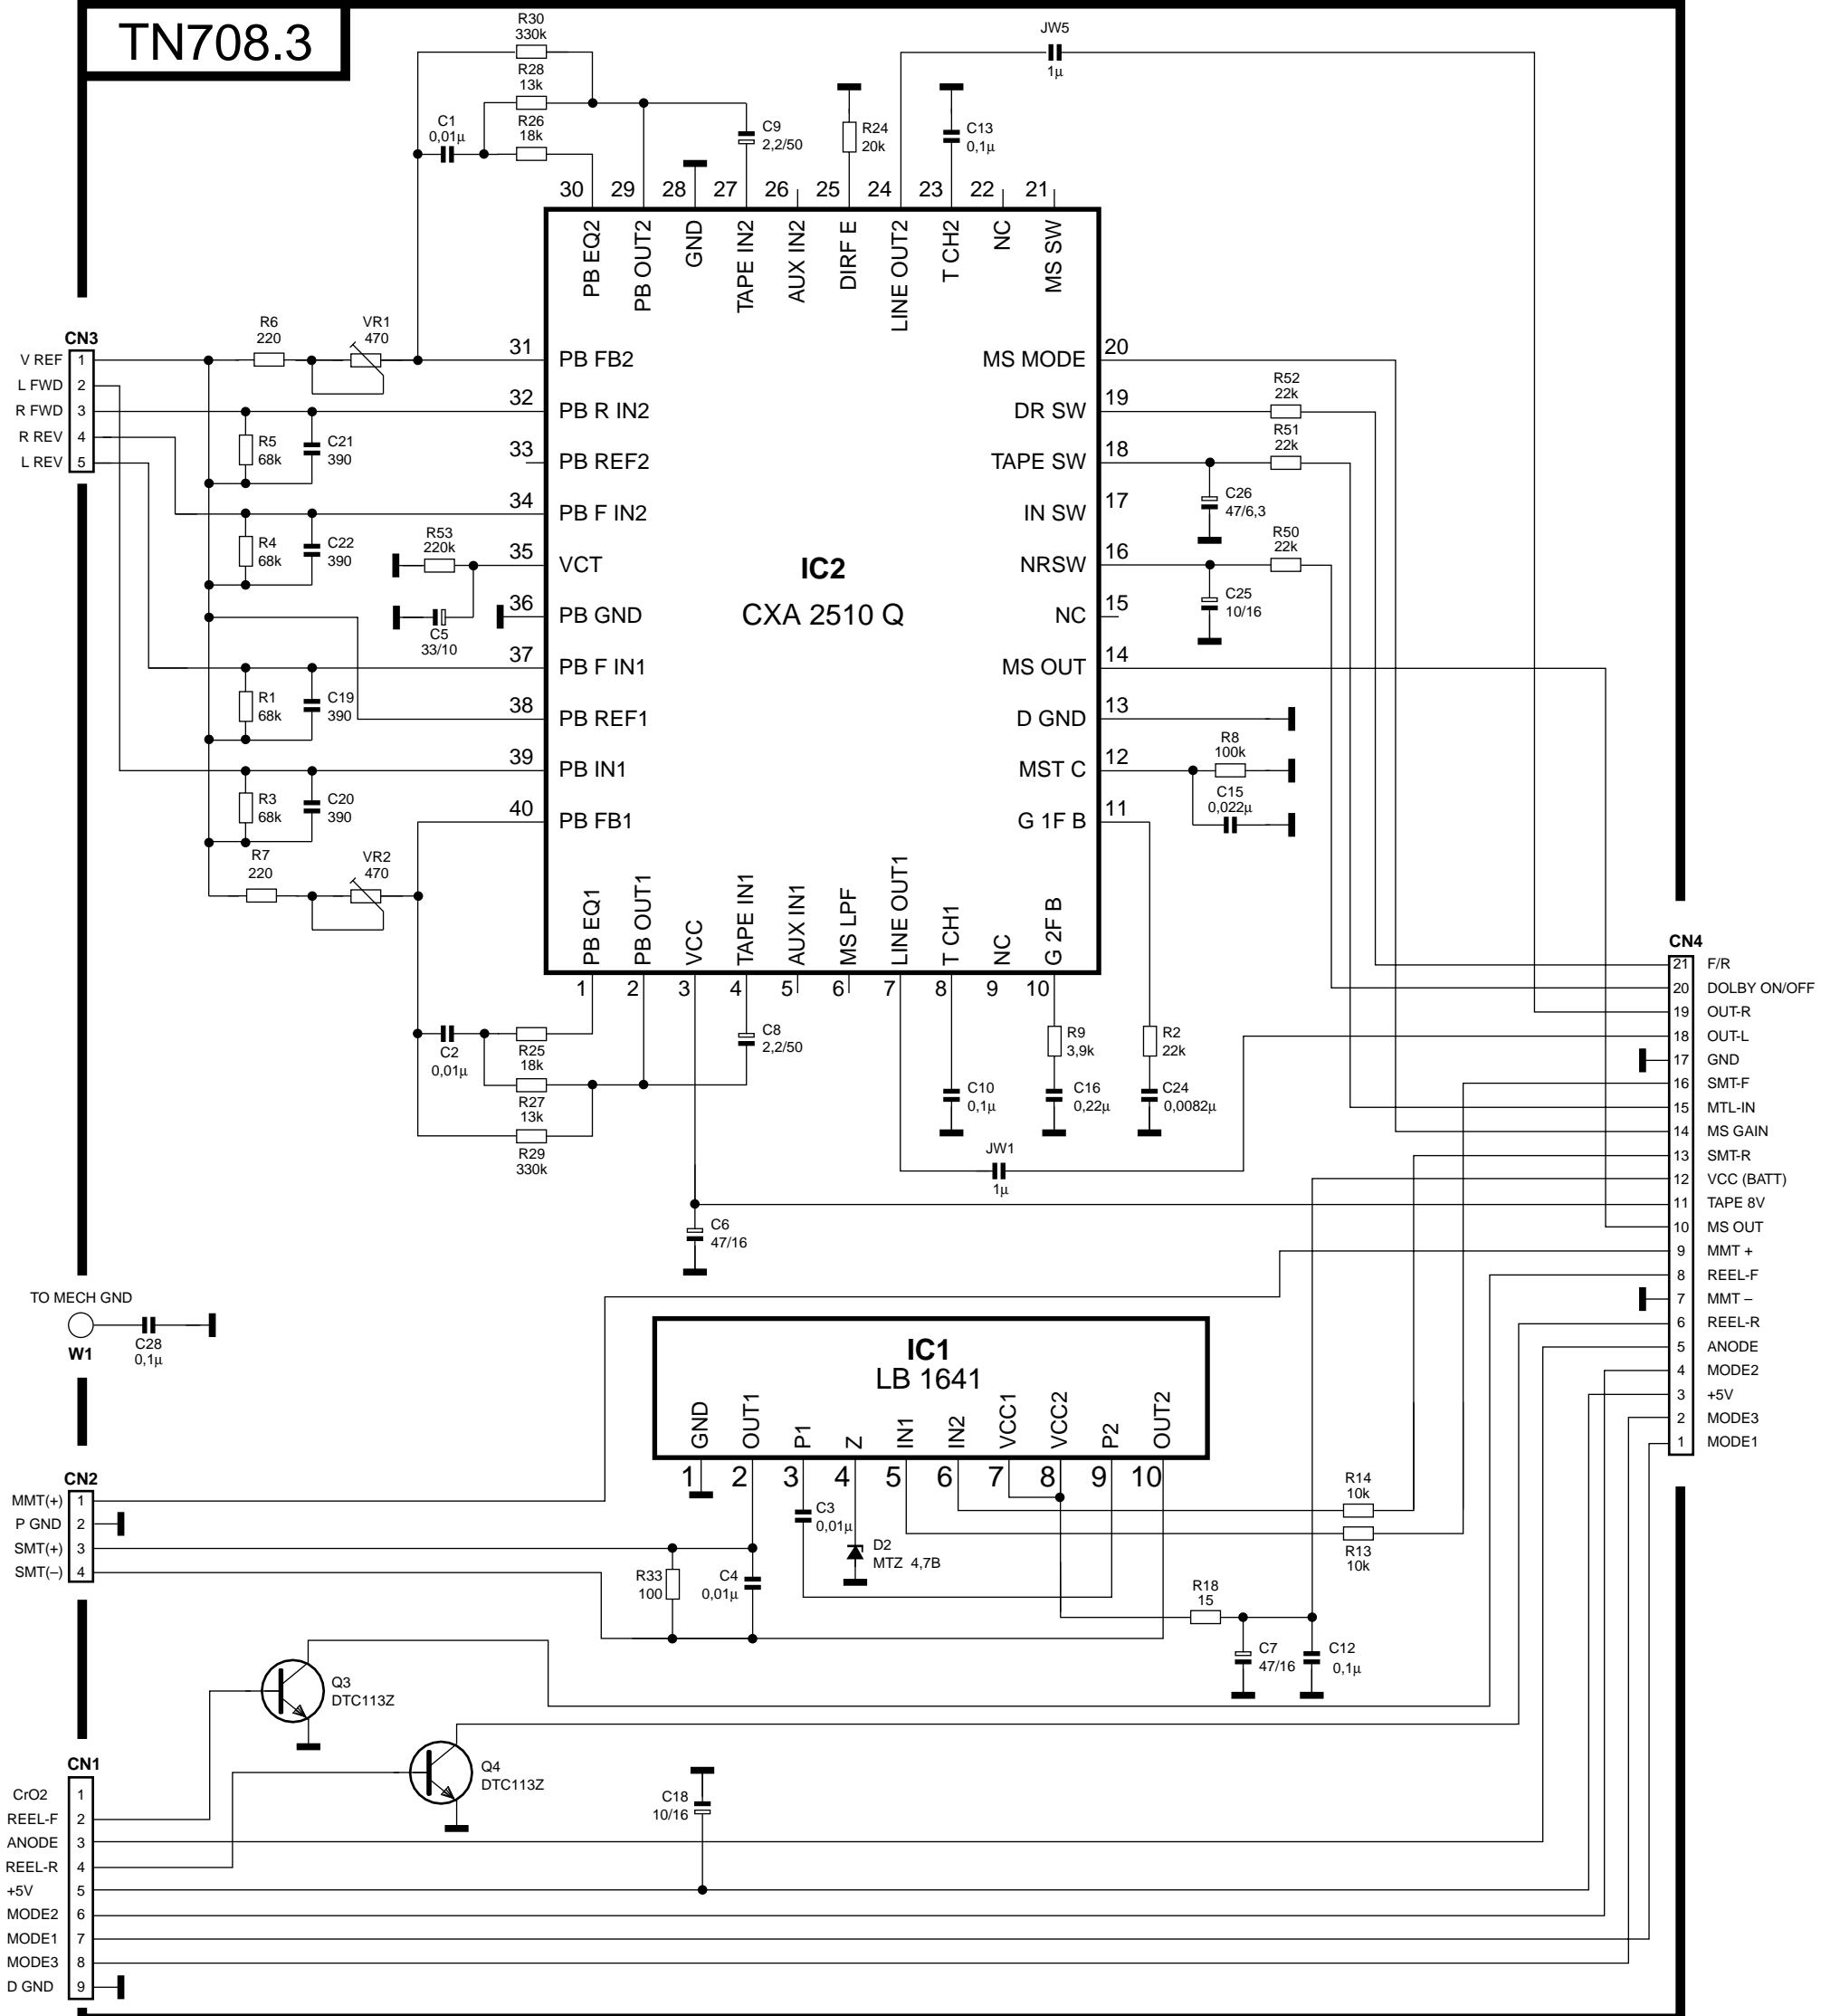 TN708.3
R30
330k
R28
13k
R26
18k
C1
0,01µ
C9
2,2/50
R24
20k
C13
0,1µ
JW5
1µ
30 29 28 27 26 25 24 23 22 21
PB EQ2
PB OUT2
GND
TAPE IN2
AUX IN2
DIRF E
LINE OUT2
T CH2
NC
MS SW
CN3
V REF 1
L FWD 2
R FWD 3
R REV 4
L REV 5
R6
220
VR1
470
R5
68k
C21
390
R4
68k
C22
390
R53
220k
C5
33/10
R1
68k
C19
390
R3
68k
C20
390
R7
220
VR2
470
31 PB FB2
32 PB R IN2
33 PB REF2
34 PB F IN2
35 VCT
36 PB GND
37 PB F IN1
38 PB REF1
39 PB IN1
40 PB FB1
IC2
CXA 2510 Q
MS MODE 20
DR SW 19
TAPE SW 18
IN SW 17
NRSW 16
NC 15
MS OUT 14
D GND 13
MST C 12
G 1F B 11
R52
22k
R51
22k
C26
47/6,3
R50
22k
C25
10/16
R8
100k
C15
0,022µ
PB EQ1
PB OUT1
VCC
TAPE IN1
AUX IN1
MS LPF
LINE OUT1
T CH1
NC
G 2F B
1 2 3 4 5 6 7 8 9 10
C2
0,01µ
R25
18k
R27
13k
R29
330k
C8
2,2/50
C10
0,1µ
R9
3,9k
C16
0,22µ
R2
22k
C24
0,0082µ
JW1
1µ
C6
47/16
CN4
21 F/R
20 DOLBY ON/OFF
19 OUT-R
18 OUT-L
17 GND
16 SMT-F
15 MTL-IN
14 MS GAIN
13 SMT-R
12 VCC (BATT)
11 TAPE 8V
10 MS OUT
9 MMT +
8 REEL-F
7 MMT –
6 REEL-R
5 ANODE
4 MODE2
3 +5V
2 MODE3
1 MODE1
TO MECH GND
W1
C28
0,1µ
IC1
LB 1641
GND
OUT1
P1
Z
IN1
IN2
VCC1
VCC2
P2
OUT2
1 2 3 4 5 6 7 8 9 10
CN2
MMT(+) 1
P GND 2
SMT(+) 3
SMT(–) 4
C3
0,01µ
D2
MTZ 4,7B
R33
100
C4
0,01µ
R14
10k
R13
10k
R18
15
C7
47/16
C12
0,1µ
Q3
DTC113Z
Q4
DTC113Z
C18
10/16
CN1
CrO2 1
REEL-F 2
ANODE 3
REEL-R 4
+5V 5
MODE2 6
MODE1 7
MODE3 8
D GND 9